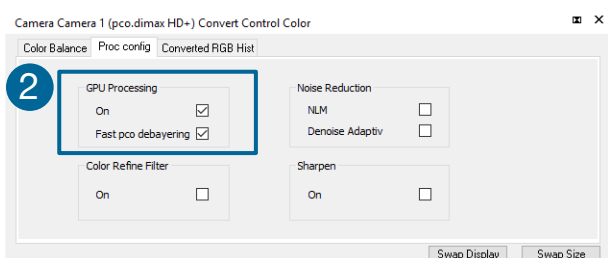 Camera Camera 1 (pco.dimax HD+) Convert Control Color
Color Balance Proc config Converted RGB Hist
2
GPU Processing Noise Reduction
On NLM
Fast pco debayering Denoise Adaptiv
Color Refine Filter Sharpen
On On
Swap Display Swap Size